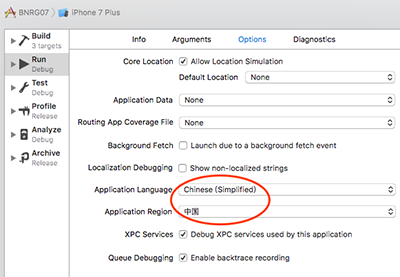 BNRG07 iPhone 7 Plus
Build
3 targets
Run
Debug
Test
Debug
Profile
Release
Analyze
Debug
Archive
Release
Info Arguments Options Diagnostics
Core Location Allow Location Simulation
Default Location None
Application Data None
Routing App Coverage File None
Background Fetch Launch due to a background fetch event
Localization Debugging Show non-localized strings
Application Language Chinese (Simplified)
Application Region 中国
XPC Services Debug XPC services used by this application
Queue Debugging Enable backtrace recording